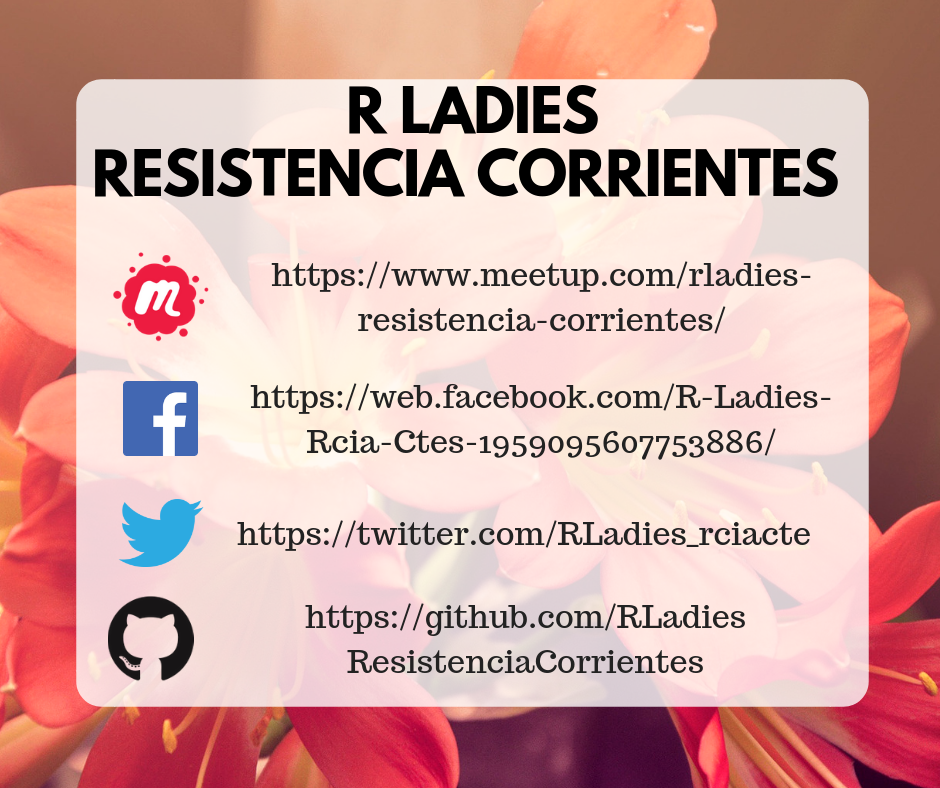 R LADIES
RESISTENCIA CORRIENTES
https://www.meetup.com/rladies-
resistencia-corrientes/
https://web.facebook.com/R-Ladies-
Rcia-Ctes-1959095607753886/
https://twitter.com/RLadies_rciacte
https://github.com/RLadies
ResistenciaCorrientes